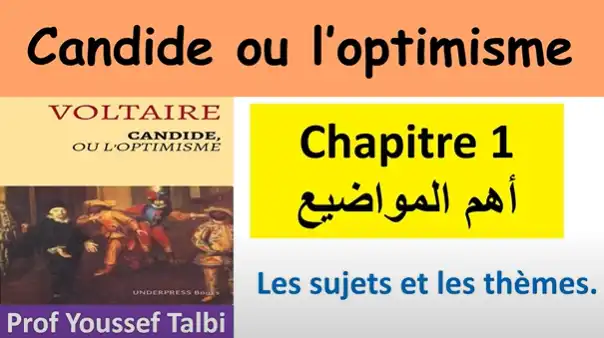 Candide ou l'optimisme
VOLTAIRE
CANDIDE,
OU L'OPTIMISME
UNDERPRESS Books
Prof Youssef Talbi
Chapitre 1
أهم المواضيع
Les sujets et les thèmes.